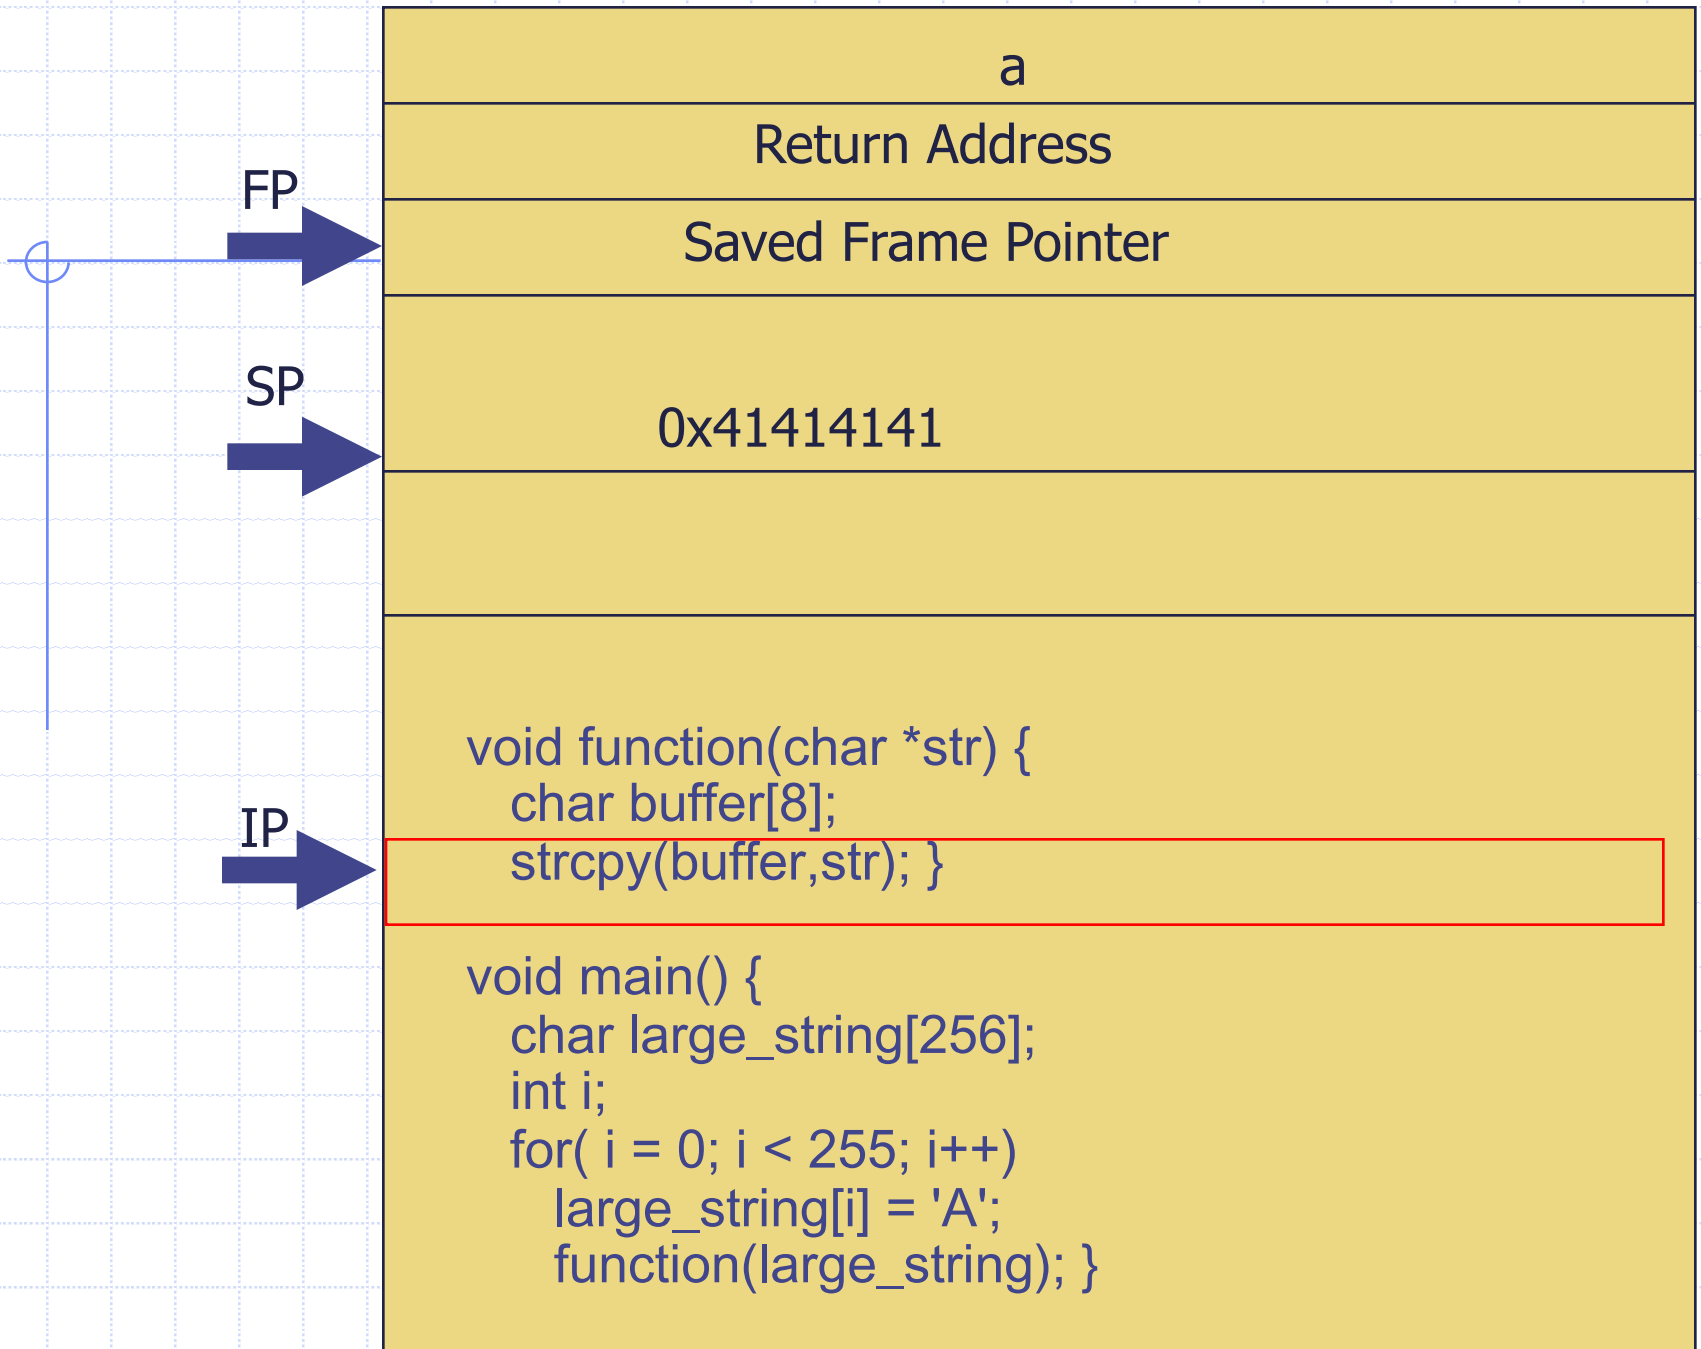 a
Return Address
FP
Saved Frame Pointer
SP
0x41414141
void function(char *str) {
char buffer[8];
IP
strcpy(buffer,str); }
void main() {
char large_string[256];
int i;
for( i = 0; i < 255; i++)
large_string[i] = 'A';
function(large_string); }